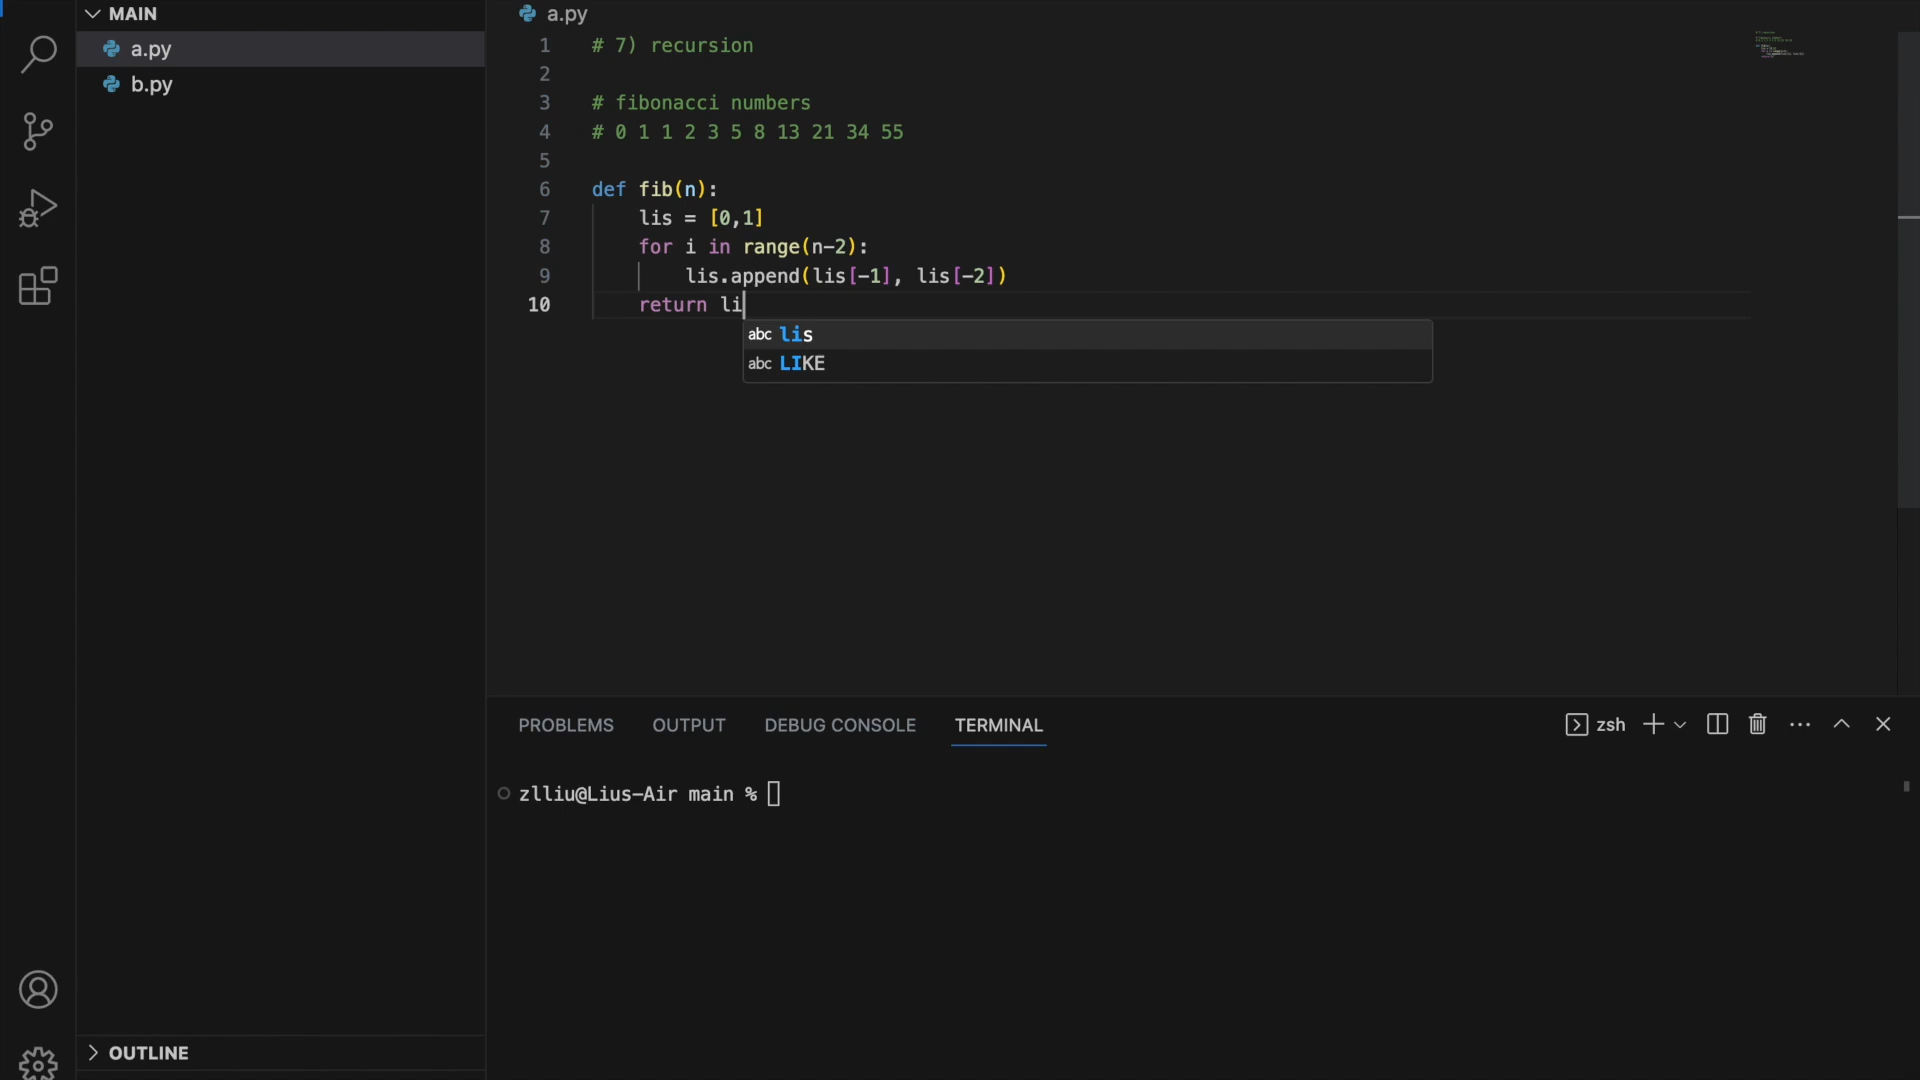 MAIN
a.py
b.py
OUTLINE
a.py
1 # 7) recursion
2
3 # fibonacci numbers
4 # 0 1 1 2 3 5 8 13 21 34 55
5
6 def fib(n):
7 lis = [0,1]
8 for i in range(n-2):
9 lis.append(lis[-1], lis[-2])
10 return li
abc lis
abc LIKE
PROBLEMS OUTPUT DEBUG CONSOLE TERMINAL zsh
zlliu@Lius-Air main %